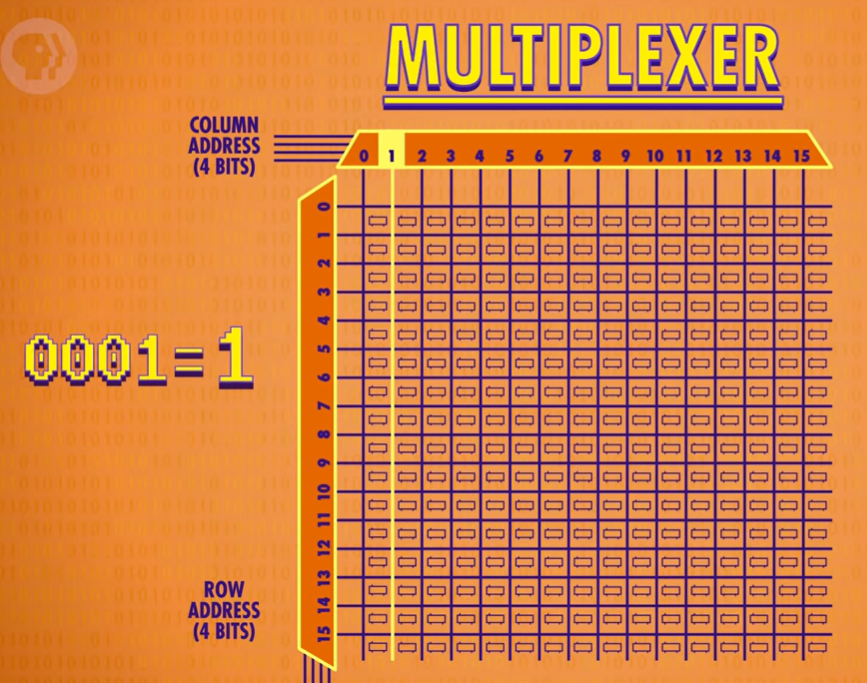 MULTIPLEXER
COLUMN
ADDRESS
(4 BITS)
0 1 2 3 4 5 6 7 8 9 10 11 12 13 14 15
0
1
2
3
4
5
6
7
8
9
10
11
12
13
14
15
0001=1
ROW
ADDRESS
(4 BITS)